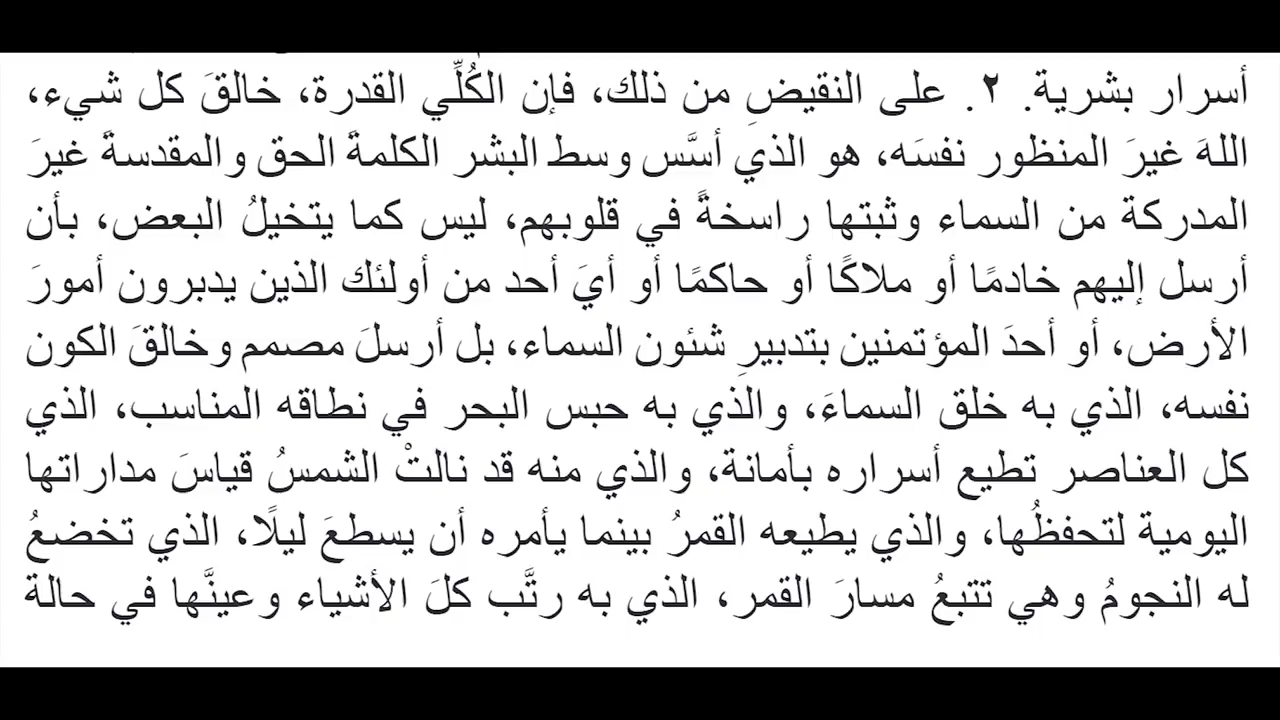 أسرار بشرية. ٢. على النقيضِ من ذلك، فإن الكُلِّي القدرة، خالقَ كل شيء،
اللهَ غيرَ المنظور نفسَه، هو الذي أسَّس وسط البشر الكلمةَ الحق والمقدسةَ غيرَ
المدركة من السماء وثبتها راسخةً في قلوبهم، ليس كما يتخيلُ البعض، بأن
أرسل إليهم خادمًا أو ملاكًا أو حاكمًا أو أيَ أحد من أولئك الذين يدبرون أمورَ
الأرض، أو أحدَ المؤتمنين بتدبيرِ شئون السماء، بل أرسلَ مصمم وخالقَ الكون
نفسه، الذي به خلق السماءَ، والذي به حبس البحر في نطاقه المناسب، الذي
كل العناصر تطيع أسراره بأمانة، والذي منه قد نالتْ الشمسُ قياسَ مداراتها
اليومية لتحفظُها، والذي يطيعه القمرُ بينما يأمره أن يسطعَ ليلًا، الذي تخضعُ
له النجومُ وهي تتبعُ مسارَ القمر، الذي به رتَّب كلَ الأشياء وعينَّها في حالة